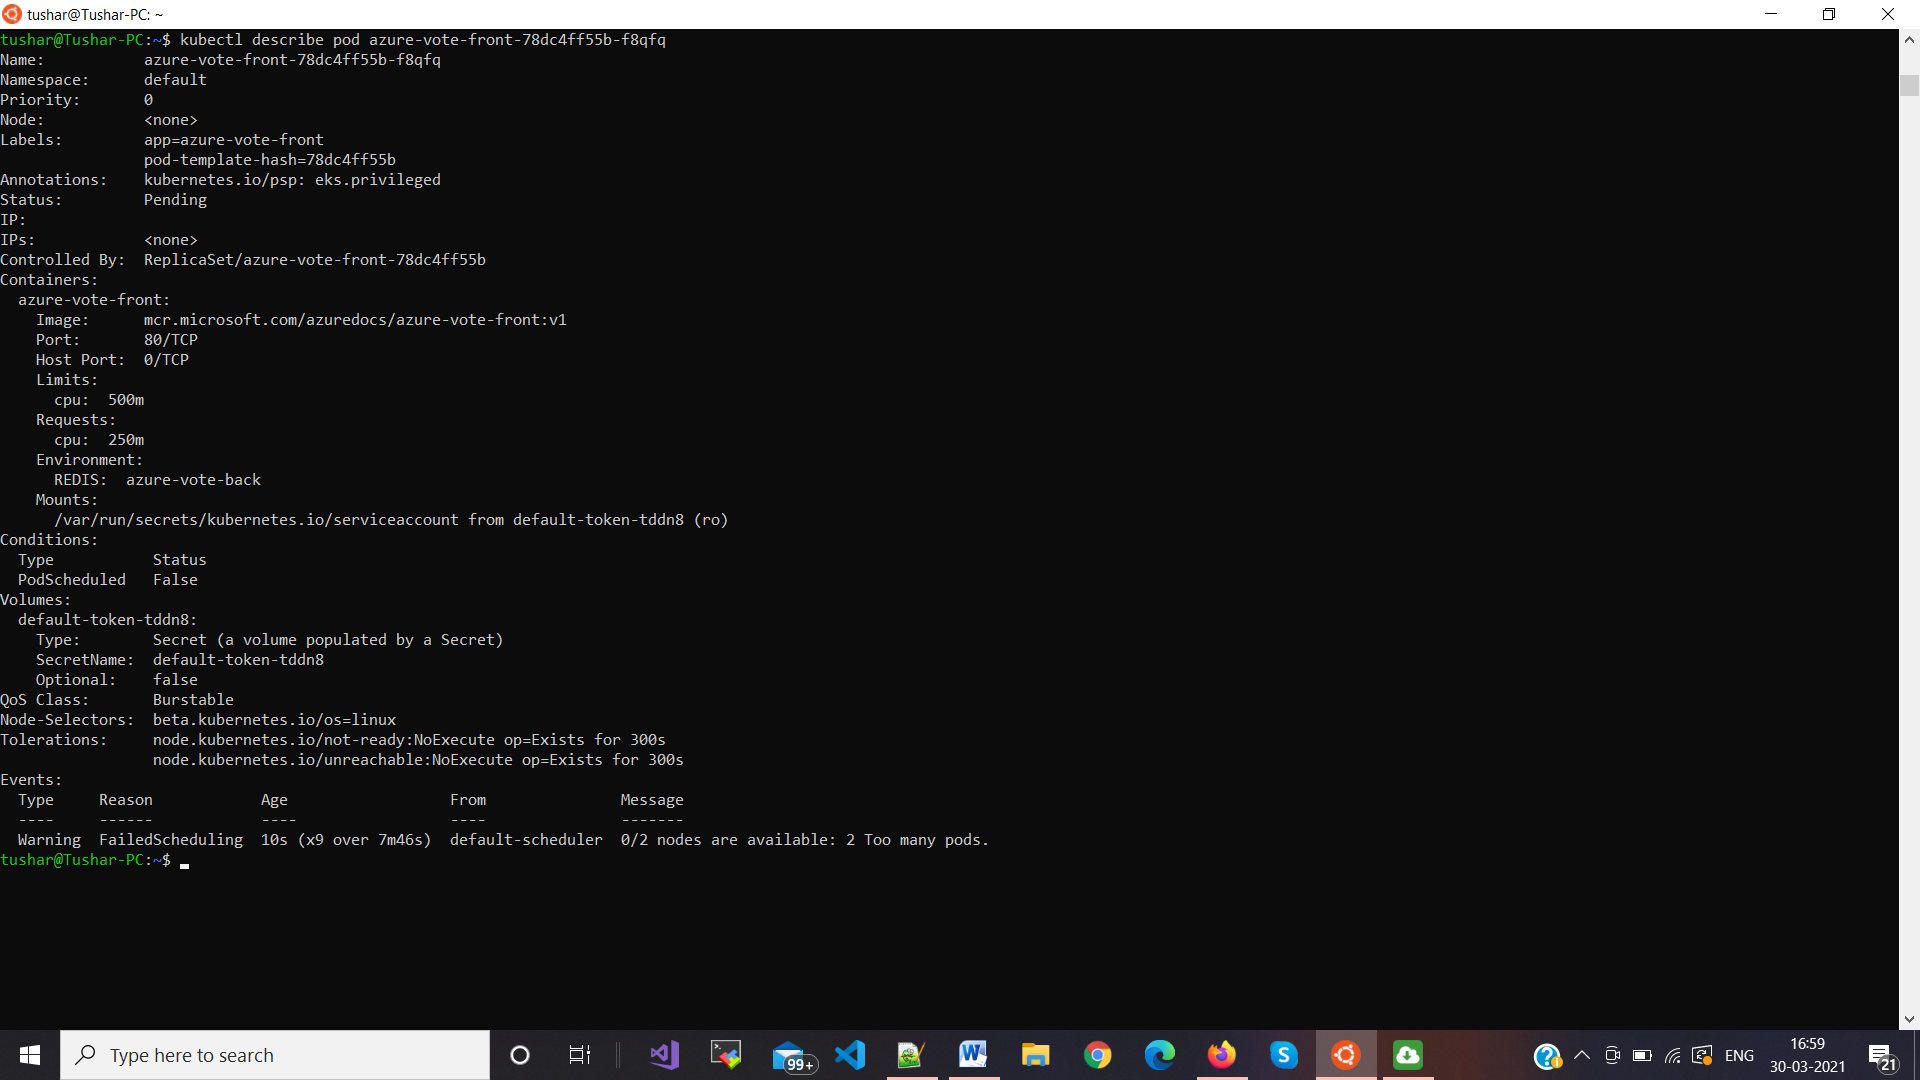 tushar@Tushar-PC: ~
tushar@Tushar-PC:~$ kubectl describe pod azure-vote-front-78dc4ff55b-f8qfq
Name:           azure-vote-front-78dc4ff55b-f8qfq
Namespace:      default
Priority:       0
Node:           <none>
Labels:         app=azure-vote-front
                pod-template-hash=78dc4ff55b
Annotations:    kubernetes.io/psp: eks.privileged
Status:         Pending
IP:
IPs:            <none>
Controlled By:  ReplicaSet/azure-vote-front-78dc4ff55b
Containers:
  azure-vote-front:
    Image:      mcr.microsoft.com/azuredocs/azure-vote-front:v1
    Port:       80/TCP
    Host Port:  0/TCP
    Limits:
      cpu:  500m
    Requests:
      cpu:  250m
    Environment:
      REDIS:  azure-vote-back
    Mounts:
      /var/run/secrets/kubernetes.io/serviceaccount from default-token-tddn8 (ro)
Conditions:
  Type           Status
  PodScheduled   False
Volumes:
  default-token-tddn8:
    Type:        Secret (a volume populated by a Secret)
    SecretName:  default-token-tddn8
    Optional:    false
QoS Class:       Burstable
Node-Selectors:  beta.kubernetes.io/os=linux
Tolerations:     node.kubernetes.io/not-ready:NoExecute op=Exists for 300s
                 node.kubernetes.io/unreachable:NoExecute op=Exists for 300s
Events:
  Type     Reason            Age                  From               Message
  ----     ------            ----                 ----               -------
  Warning  FailedScheduling  10s (x9 over 7m46s)  default-scheduler  0/2 nodes are available: 2 Too many pods.
tushar@Tushar-PC:~$
Type here to search
99+
ENG
16:59
30-03-2021
21